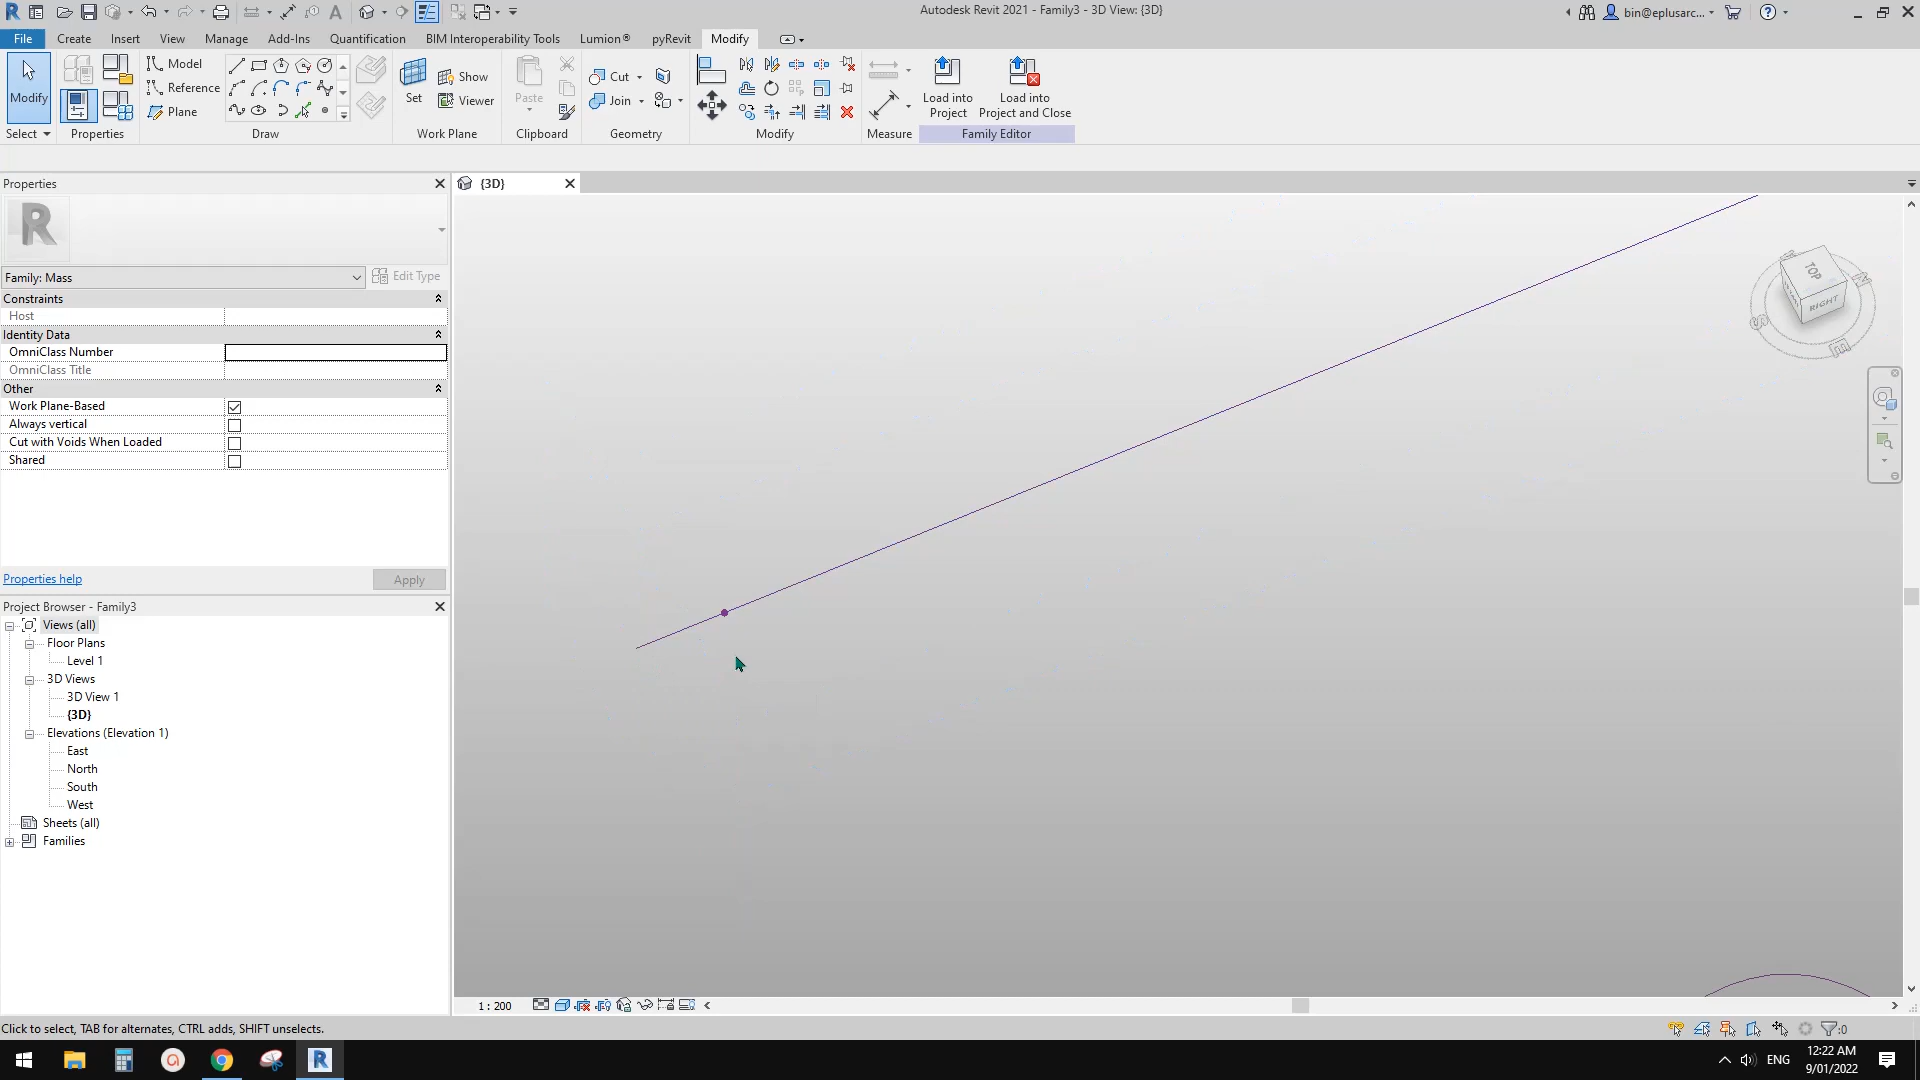 Autodesk Revit 2021 - Family3 - 3D View: {3D}
bin@eplusarc...
File Create Insert View Manage Add-Ins Quantification BIM Interoperability Tools Lumion® pyRevit Modify
Modify
Model
Reference
Plane
Set
Show
Viewer
Paste
Cut
Join
Load into Project
Load into Project and Close
Select Properties Draw Work Plane Clipboard Geometry Modify Measure Family Editor
Properties
{3D}
Family: Mass
Edit Type
Constraints
Host
Identity Data
OmniClass Number
OmniClass Title
Other
Work Plane-Based
Always vertical
Cut with Voids When Loaded
Shared
Properties help
Apply
Project Browser - Family3
Views (all)
Floor Plans
Level 1
3D Views
3D View 1
{3D}
Elevations (Elevation 1)
East
North
South
West
Sheets (all)
Families
TOP
RIGHT
S
E
1 : 200
Click to select, TAB for alternates, CTRL adds, SHIFT unselects.
:0
ENG
12:22 AM
9/01/2022